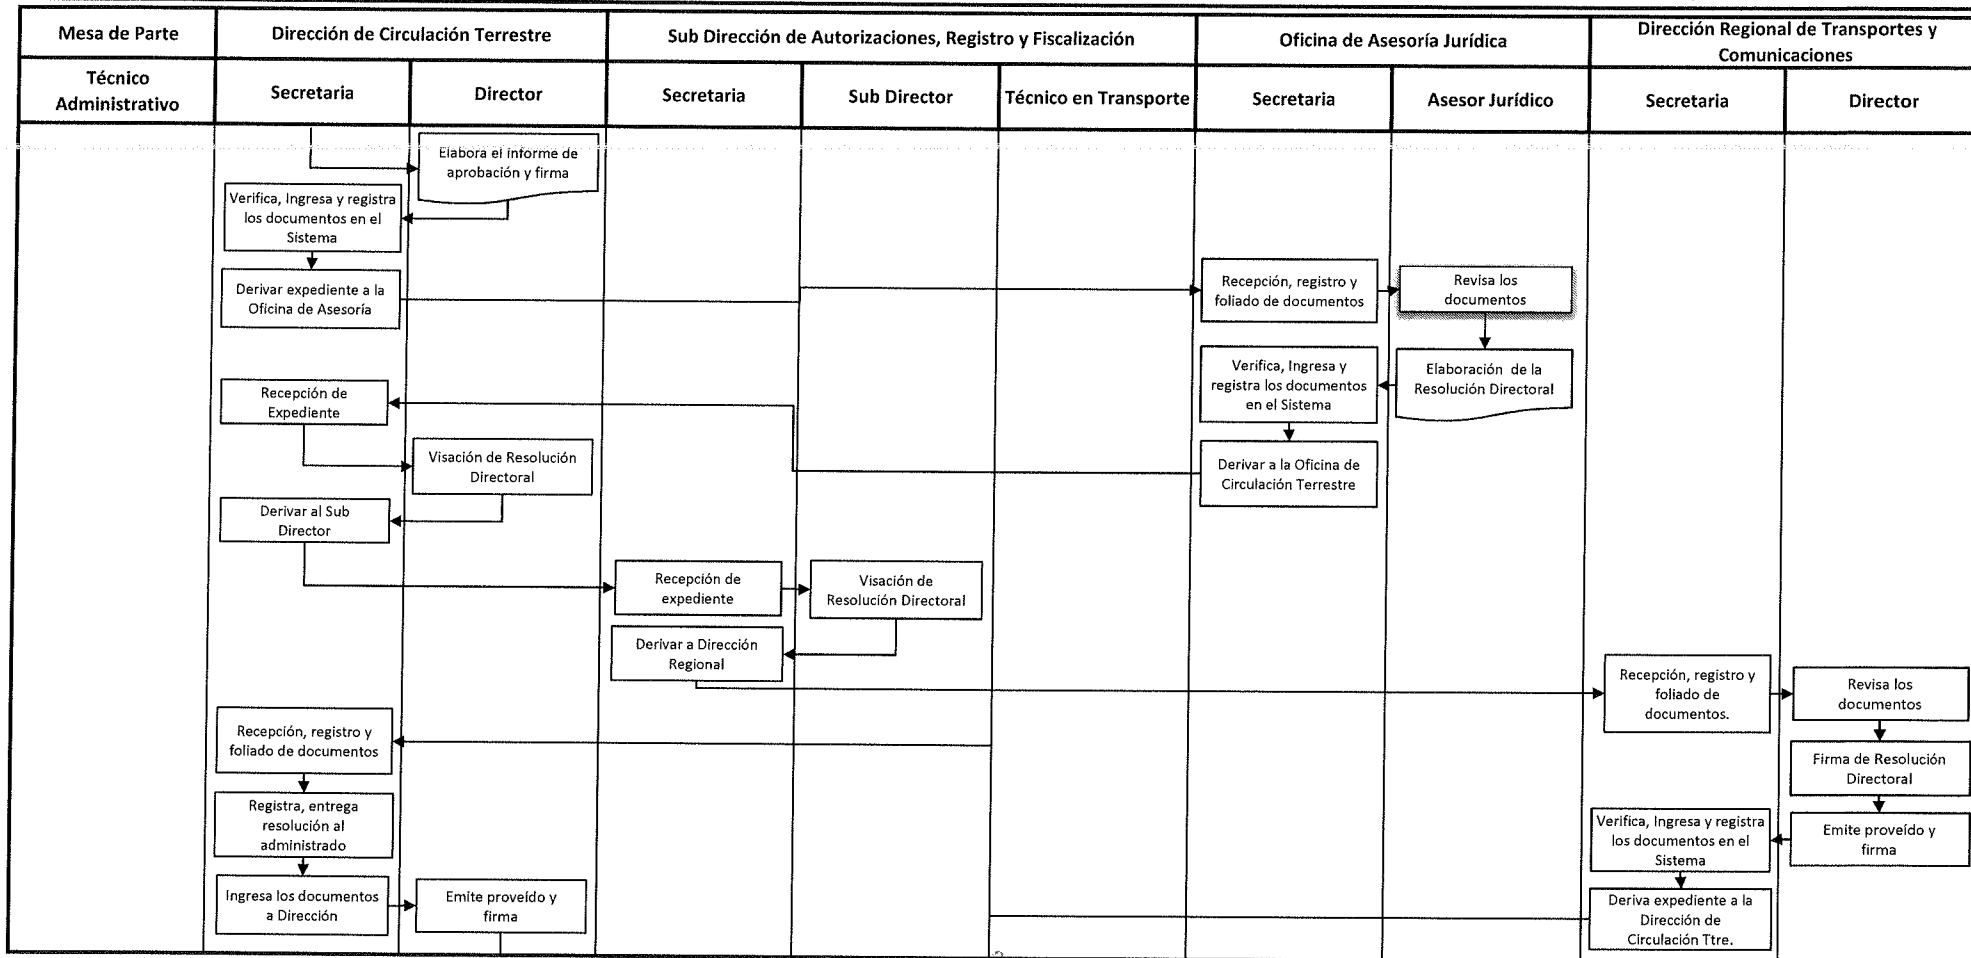 Mesa de Parte
Dirección de Circulación Terrestre
Sub Dirección de Autorizaciones, Registro y Fiscalización
Oficina de Asesoría Jurídica
Dirección Regional de Transportes y
Comunicaciones
Técnico
Administrativo
Secretaria
Director
Secretaria
Sub Director
Técnico en Transporte
Secretaria
Asesor Jurídico
Secretaria
Director
Elabora el informe de
aprobación y firma
Verifica, Ingresa y registra
los documentos en el
Sistema
Derivar expediente a la
Oficina de Asesoría
Recepción, registro y
foliado de documentos
Revisa los
documentos
Elaboración de la
Resolución Directoral
Verifica, Ingresa y
registra los documentos
en el Sistema
Derivar a la Oficina de
Circulación Terrestre
Recepción de
Expediente
Visación de Resolución
Directoral
Derivar al Sub
Director
Recepción de
expediente
Visación de
Resolución Directoral
Derivar a Dirección
Regional
Recepción, registro y
foliado de
documentos.
Revisa los
documentos
Firma de Resolución
Directoral
Emite proveído y
firma
Verifica, Ingresa y registra
los documentos en el
Sistema
Deriva expediente a la
Dirección de
Circulación Ttre.
Recepción, registro y
foliado de documentos
Registra, entrega
resolución al
administrado
Ingresa los documentos
a Dirección
Emite proveído y
firma